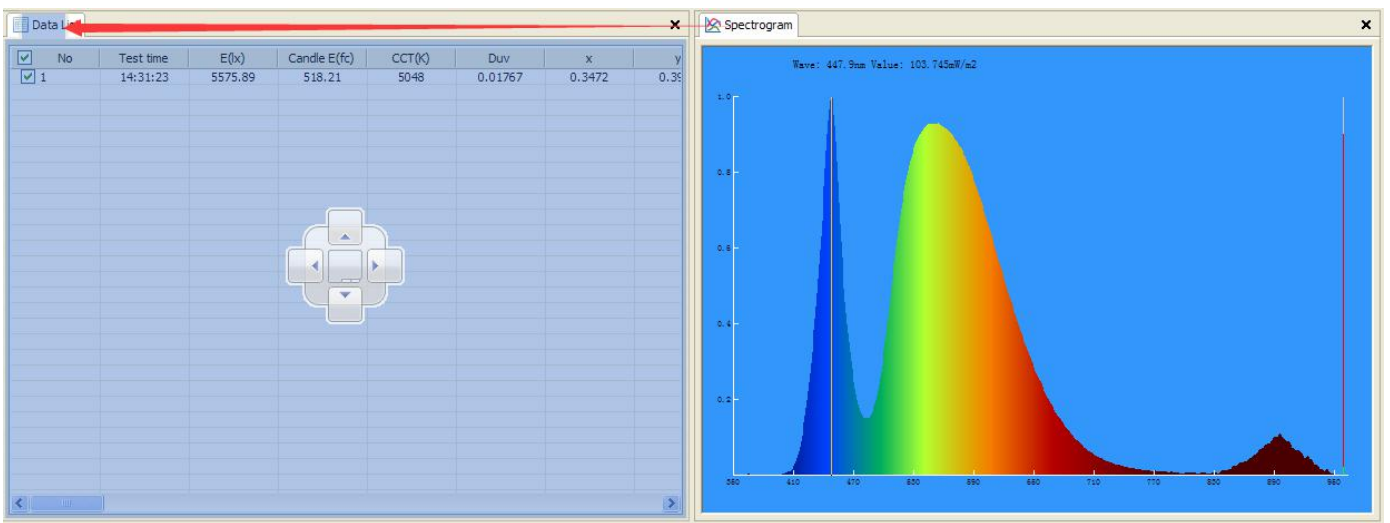 Data Li
Spectrogram
No Test time E(lx) Candle E(fc) CCT(K) Duv x y
1 14:31:23 5575.89 518.21 5048 0.01767 0.3472 0.39
Wave: 447.9nm Value: 103.745mW/m2
1.0
0.8
0.6
0.4
0.2
350 410 470 530 590 650 710 770 830 890 950